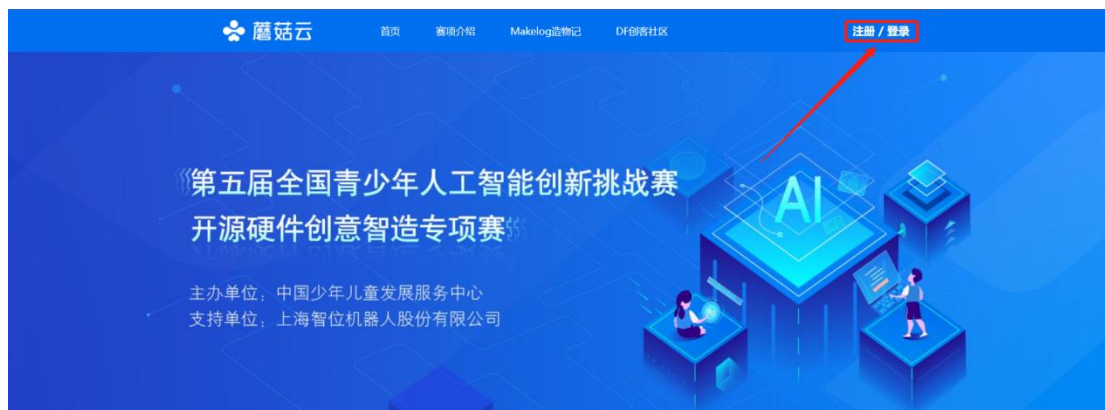 蘑菇云 首页 赛项介绍 Makelog造物记 DF创客社区 注册 / 登录
第五届全国青少年人工智能创新挑战赛
开源硬件创意智造专项赛
主办单位：中国少年儿童发展服务中心
支持单位：上海智位机器人股份有限公司
AI